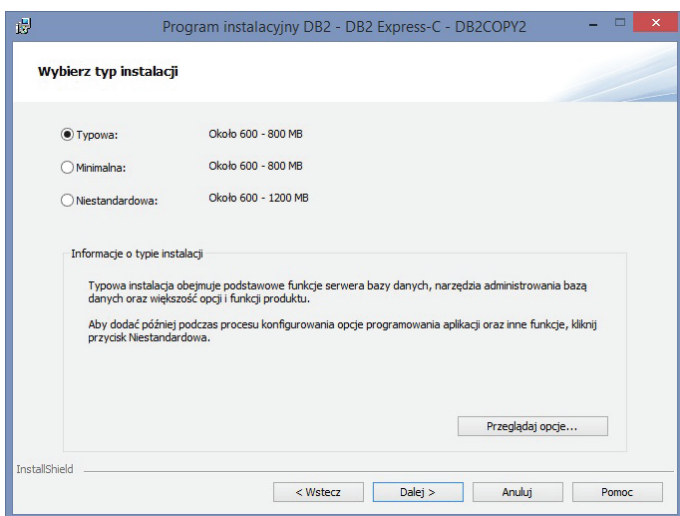 Program instalacyjny DB2 - DB2 Express-C - DB2COPY2
Wybierz typ instalacji
Typowa: Około 600 - 800 MB
Minimalna: Około 600 - 800 MB
Niestandardowa: Około 600 - 1200 MB
Informacje o typie instalacji
Typowa instalacja obejmuje podstawowe funkcje serwera bazy danych, narzędzia administrowania bazą
danych oraz większość opcji i funkcji produktu.
Aby dodać później podczas procesu konfigurowania opcje programowania aplikacji oraz inne funkcje, kliknij
przycisk Niestandardowa.
Przeglądaj opcje...
InstallShield
< Wstecz Dalej > Anuluj Pomoc